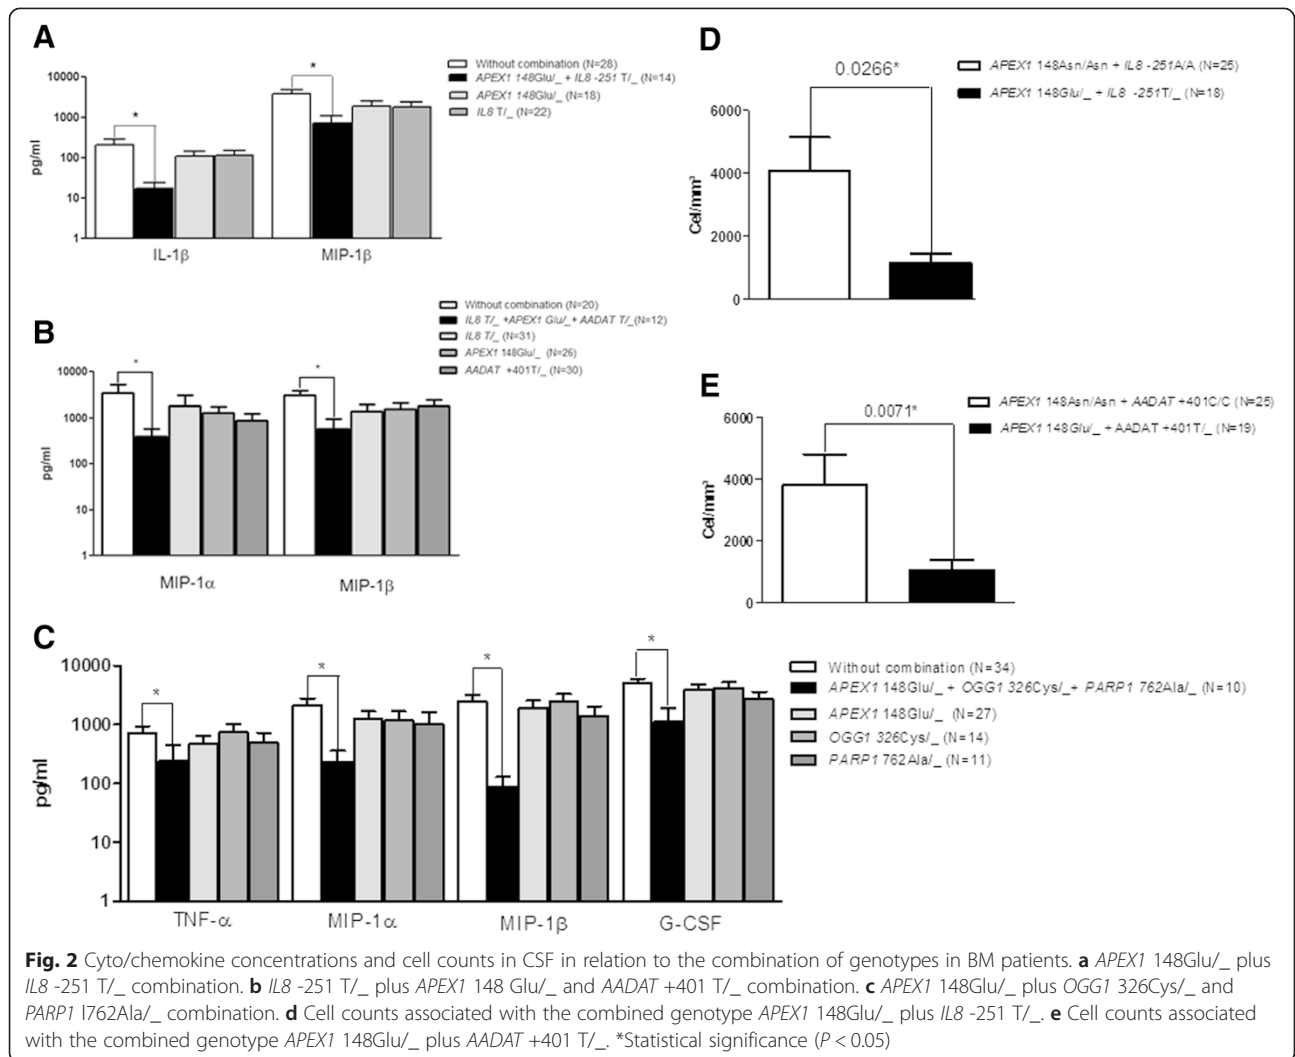 A
Without combination (N=28)
APEX1 148Glu/_ + IL8 -251 T/_ (N=14)
APEX1 148Glu/_ (N=18)
IL8 T/_ (N=22)
10000
1000
100
10
1
pg/ml
*
*
IL-1β
MIP-1β
B
Without combination (N=20)
IL8 T/_ +APEX1 Glu/_+ AADAT T/_(N=12)
IL8 T/_ (N=31)
APEX1 148Glu/_ (N=26)
AADAT +401T/_ (N=30)
10000
1000
100
10
1
pg/ml
*
*
MIP-1α
MIP-1β
C
Without combination (N=34)
APEX1 148Glu/_ + OGG1 326Cys/_+ PARP1 762Ala/_ (N=10)
APEX1 148Glu/_ (N=27)
OGG1 326Cys/_ (N=14)
PARP1 762Ala/_ (N=11)
10000
1000
100
10
1
pg/ml
*
*
*
*
TNF-α
MIP-1α
MIP-1β
G-CSF
D
APEX1 148Asn/Asn + IL8 -251A/A (N=25)
APEX1 148Glu/_ + IL8 -251T/_ (N=18)
0.0266*
6000
4000
2000
0
Cel/mm³
E
APEX1 148Asn/Asn + AADAT +401C/C (N=25)
APEX1 148Glu/_ + AADAT +401T/_ (N=19)
0.0071*
6000
4000
2000
0
Cel/mm³
Fig. 2 Cyto/chemokine concentrations and cell counts in CSF in relation to the combination of genotypes in BM patients. a APEX1 148Glu/_ plus
IL8 -251 T/_ combination. b IL8 -251 T/_ plus APEX1 148 Glu/_ and AADAT +401 T/_ combination. c APEX1 148Glu/_ plus OGG1 326Cys/_ and
PARP1 l762Ala/_ combination. d Cell counts associated with the combined genotype APEX1 148Glu/_ plus IL8 -251 T/_. e Cell counts associated
with the combined genotype APEX1 148Glu/_ plus AADAT +401 T/_. *Statistical significance (P < 0.05)